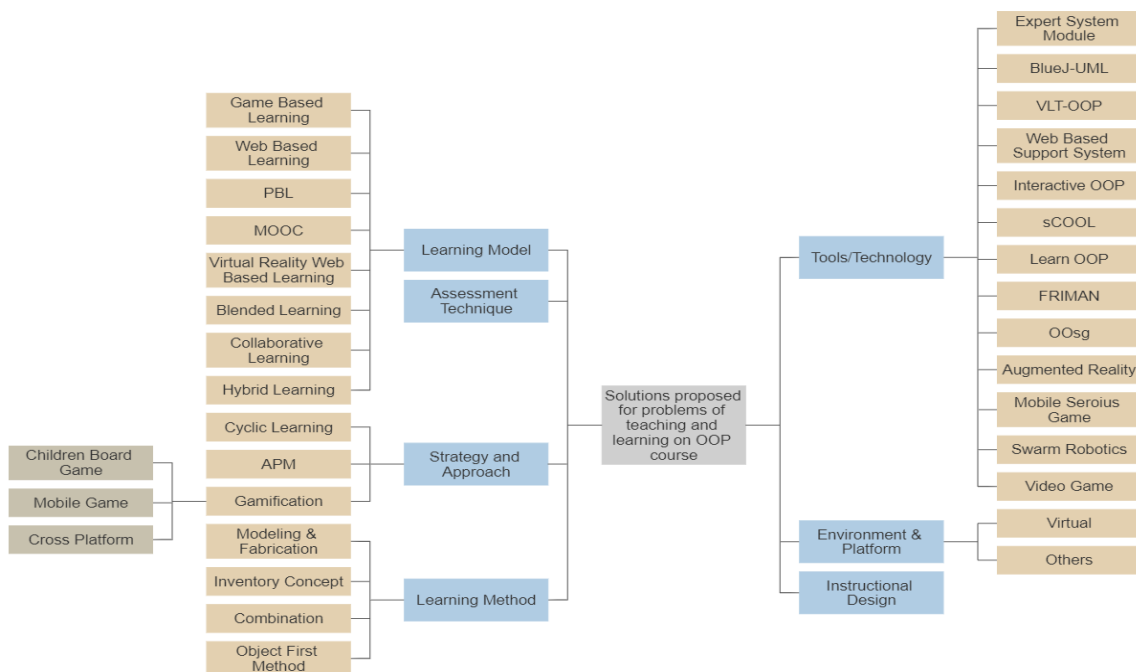 Game Based
Learning
Web Based
Learning
PBL
MOOC
Virtual Reality Web
Based Learning
Blended Learning
Collaborative
Learning
Hybrid Learning
Cyclic Learning
APM
Gamification
Children Board
Game
Mobile Game
Cross Platform
Modeling &
Fabrication
Inventory Concept
Combination
Object First
Method
Learning Model
Assessment
Technique
Strategy and
Approach
Learning Method
Solutions proposed
for problems of
teaching and
learning on OOP
course
Tools/Technology
Environment &
Platform
Instructional
Design
Expert System
Module
BlueJ-UML
VLT-OOP
Web Based
Support System
Interactive OOP
sCOOL
Learn OOP
FRIMAN
OOsg
Augmented Reality
Mobile Seroius
Game
Swarm Robotics
Video Game
Virtual
Others